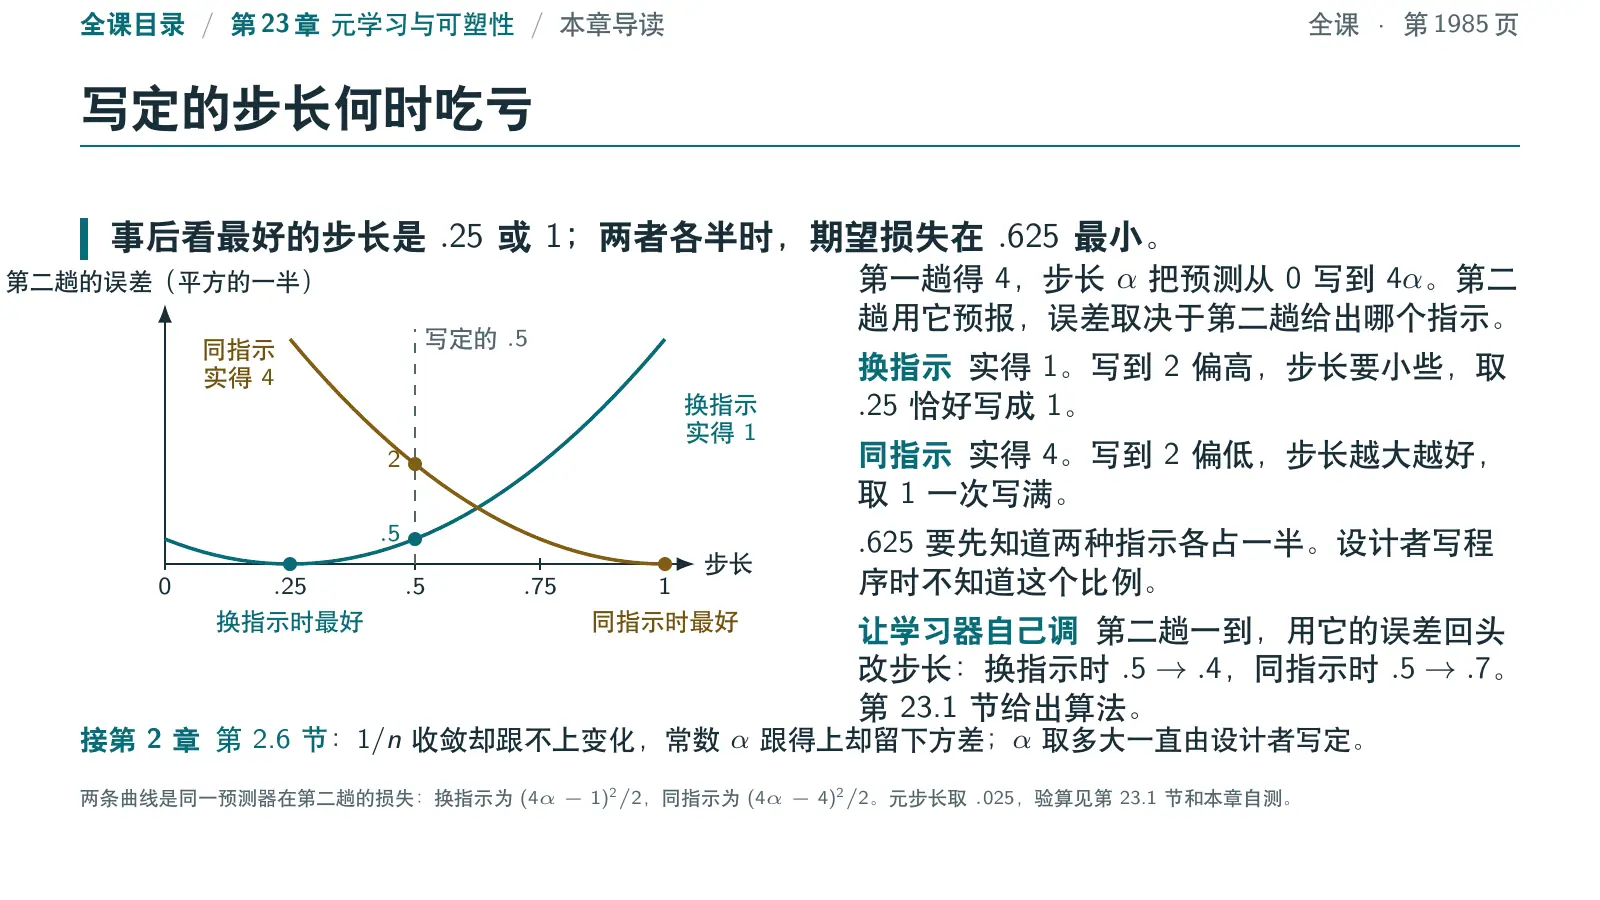 全课目录 / 第 23 章 元学习与可塑性 / 本章导读
全课 · 第 1985 页
写定的步长何时吃亏
事后看最好的步长是 .25 或 1；两者各半时，期望损失在 .625 最小。
第二趟的误差（平方的一半）
写定的 .5
同指示
实得 4
换指示
实得 1
2
.5
步长
0 .25 .5 .75 1
换指示时最好
同指示时最好
第一趟得 4，步长 α 把预测从 0 写到 4α。第二
趟用它预报，误差取决于第二趟给出哪个指示。
换指示 实得 1。写到 2 偏高，步长要小些，取
.25 恰好写成 1。
同指示 实得 4。写到 2 偏低，步长越大越好，
取 1 一次写满。
.625 要先知道两种指示各占一半。设计者写程
序时不知道这个比例。
让学习器自己调 第二趟一到，用它的误差回头
改步长：换指示时 .5 → .4，同指示时 .5 → .7。
第 23.1 节给出算法。
接第 2 章 第 2.6 节：1/n 收敛却跟不上变化，常数 α 跟得上却留下方差；α 取多大一直由设计者写定。
两条曲线是同一预测器在第二趟的损失：换指示为 (4α − 1)²/2，同指示为 (4α − 4)²/2。元步长取 .025，验算见第 23.1 节和本章自测。